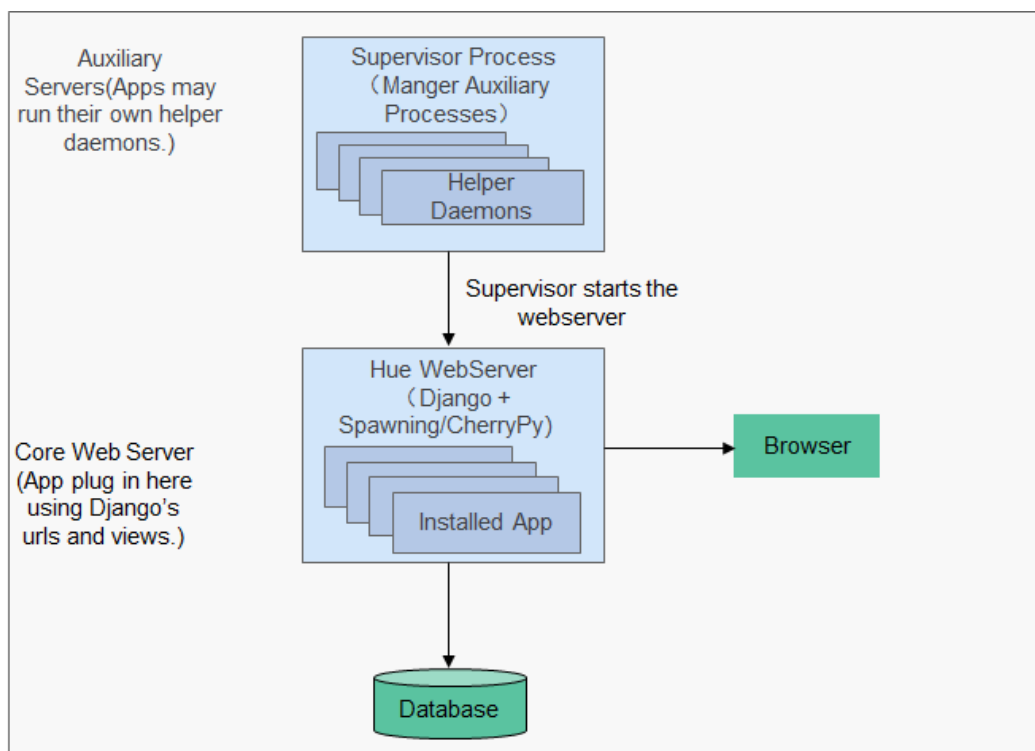 Auxiliary
Servers(Apps may
run their own helper
daemons.)
Supervisor Process
（Manger Auxiliary
Processes）
Helper
Daemons
Supervisor starts the
webserver
Hue WebServer
（Django +
Spawning/CherryPy)
Installed App
Browser
Core Web Server
(App plug in here
using Django’s
urls and views.)
Database